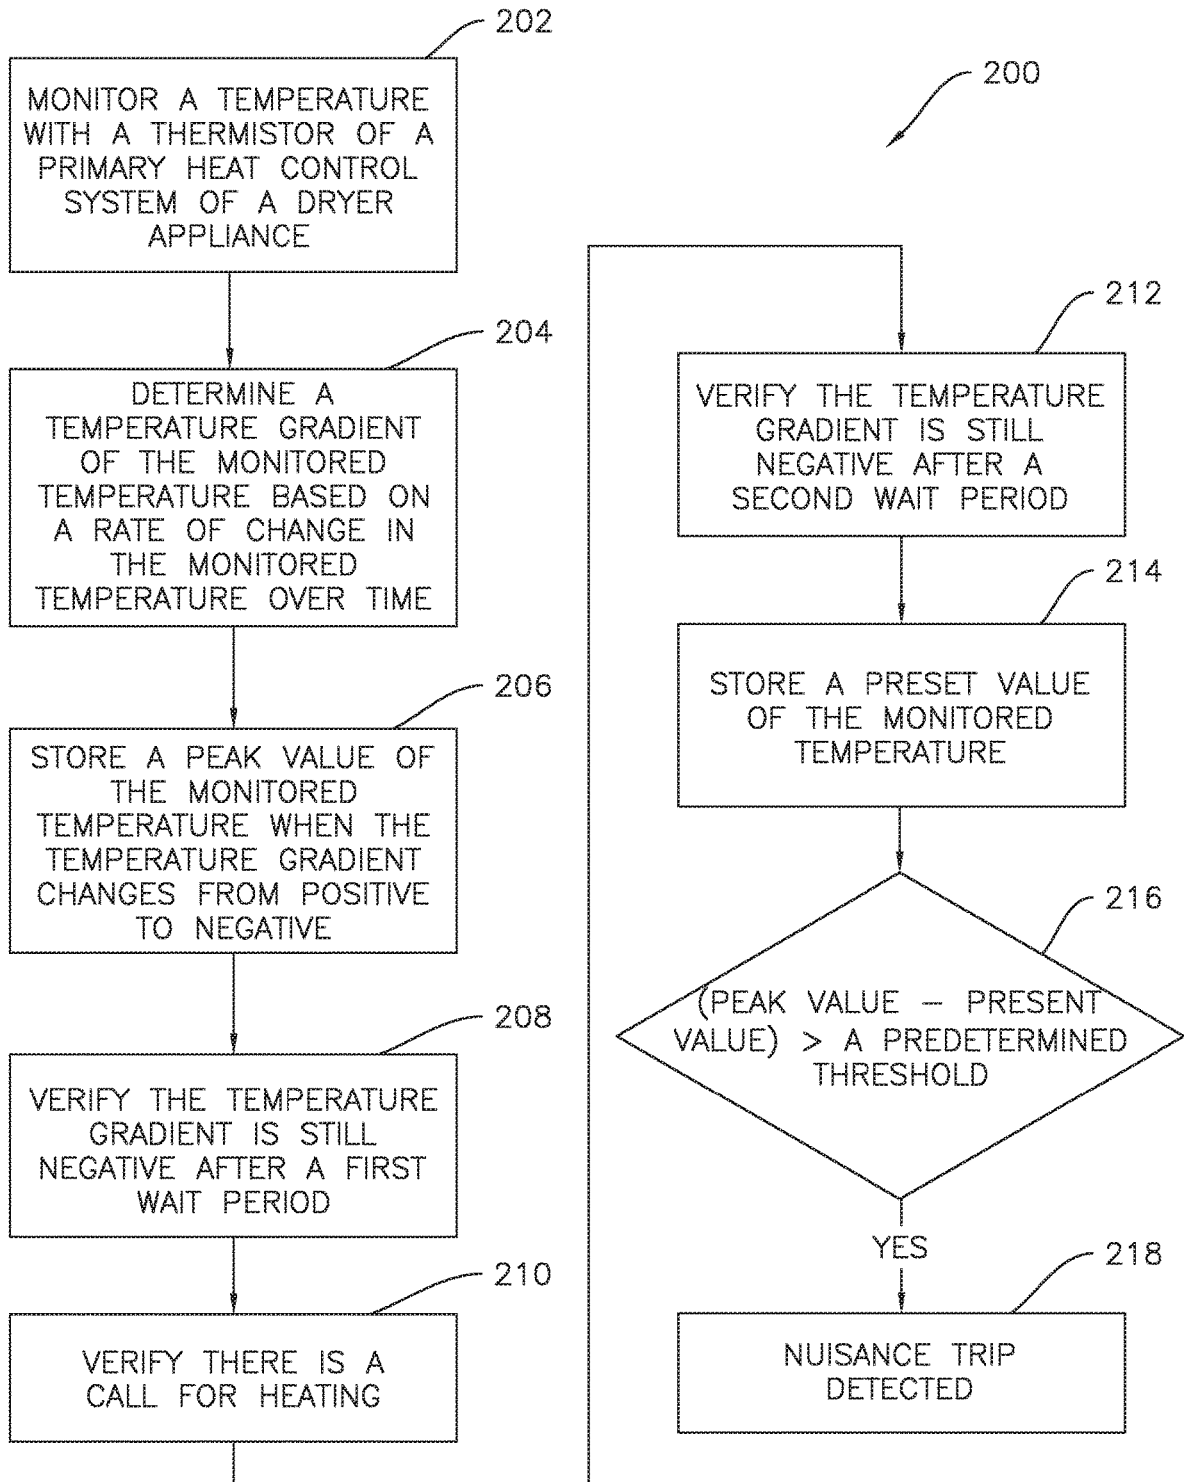 202
MONITOR A TEMPERATURE
WITH A THERMISTOR OF A
PRIMARY HEAT CONTROL
SYSTEM OF A DRYER
APPLIANCE
204
DETERMINE A
TEMPERATURE GRADIENT
OF THE MONITORED
TEMPERATURE BASED ON
A RATE OF CHANGE IN
THE MONITORED
TEMPERATURE OVER TIME
206
STORE A PEAK VALUE OF
THE MONITORED
TEMPERATURE WHEN THE
TEMPERATURE GRADIENT
CHANGES FROM POSITIVE
TO NEGATIVE
208
VERIFY THE TEMPERATURE
GRADIENT IS STILL
NEGATIVE AFTER A FIRST
WAIT PERIOD
210
VERIFY THERE IS A
CALL FOR HEATING
200
212
VERIFY THE TEMPERATURE
GRADIENT IS STILL
NEGATIVE AFTER A
SECOND WAIT PERIOD
214
STORE A PRESET VALUE
OF THE MONITORED
TEMPERATURE
216
(PEAK VALUE – PRESENT
VALUE) > A PREDETERMINED
THRESHOLD
YES
218
NUISANCE TRIP
DETECTED